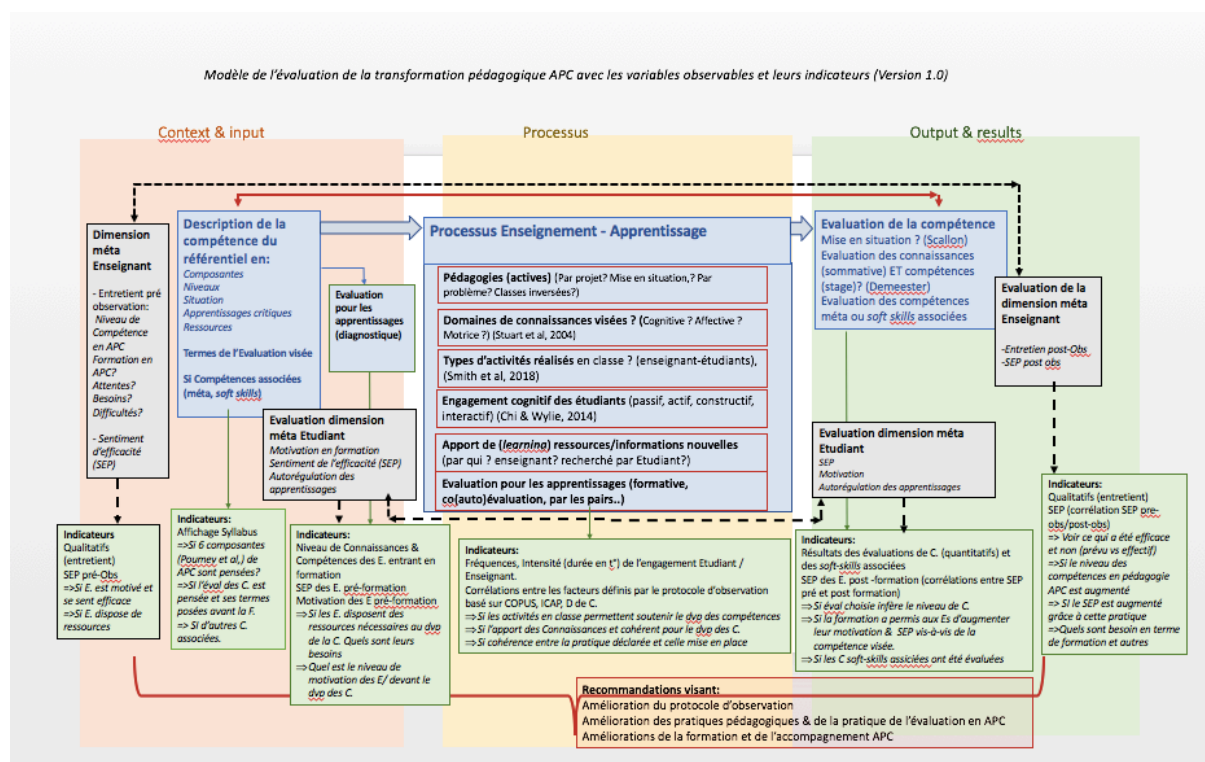 Modèle de l'évaluation de la transformation pédagogique APC avec les variables observables et leurs indicateurs (Version 1.0)
Context & input
Processus
Output & results
Dimension
méta
Enseignant
- Entretient pré
observation:
Niveau de
Compétence
en APC
Formation en
APC?
Attentes?
Besoins?
Difficultés?
- Sentiment
d'efficacité
(SEP)
Description de la
compétence du
référentiel en:
Composantes
Niveaux
Situation
Apprentissages critiques
Ressources
Termes de l'Evaluation visée
Si Compétences associées
(méta, soft skills)
Evaluation
pour les
apprentissages
(diagnostique)
Evaluation dimension
méta Etudiant
Motivation en formation
Sentiment de l'efficacité (SEP)
Autorégulation des
apprentissages
Processus Enseignement - Apprentissage
Pédagogies (actives) (Par projet? Mise en situation,? Par
problème? Classes inversées?)
Domaines de connaissances visées ? (Cognitive ? Affective ?
Motrice ?) (Stuart et al, 2004)
Types d'activités réalisés en classe ? (enseignant-étudiants),
(Smith et al, 2018)
Engagement cognitif des étudiants (passif, actif, constructif,
interactif) (Chi & Wylie, 2014)
Apport de (learning) ressources/informations nouvelles
(par qui ? enseignant? recherché par Etudiant?)
Evaluation pour les apprentissages (formative,
co(auto)évaluation, par les pairs..)
Evaluation de la compétence
Mise en situation ? (Scallon)
Evaluation des connaissances
(sommative) ET compétences
(stage)? (Demeester)
Evaluation des compétences
méta ou soft skills associées
Evaluation de la
dimension méta
Enseignant
-Entretien post-Obs
-SEP post obs
Evaluation dimension méta
Etudiant
SEP
Motivation
Autorégulation des apprentissages
Indicateurs
Qualitatifs
(entretient)
SEP pré-Obs
=>Si E. est motivé et
se sent efficace
=>Si E. dispose de
ressources
Indicateurs:
Affichage Syllabus
=>Si 6 composantes
(Poumey et al,) de
APC sont pensées?
=>Si l'éval des C. est
pensée et ses termes
posées avant la F.
=> Si d'autres C.
associées.
Indicateurs:
Niveau de Connaissances &
Compétences des E. entrant en
formation
SEP des E. pré-formation
Motivation des E pré-formation
⇒ Si les E. disposent des
ressources nécessaires au dvp
de la C. Quels sont leurs
besoins
⇒ Quel est le niveau de
motivation des E/ devant le
dvp des C.
Indicateurs:
Fréquences, Intensité (durée en t°) de l'engagement Etudiant /
Enseignant.
Corrélations entre les facteurs définis par le protocole d'observation
basé sur COPUS, ICAP, D de C.
⇒ Si les activités en classe permettent soutenir le dvp des compétences
⇒ Si l'apport des Connaissances et cohérent pour le dvp des C.
⇒ Si cohérence entre la pratique déclarée et celle mise en place
Indicateurs:
Résultats des évaluations de C. (quantitatifs) et
des soft-skills associées
SEP des E. post -formation (corrélations entre SEP
pré et post formation)
⇒ Si éval choisie infère le niveau de C.
⇒ Si la formation a permis aux Es d'augmenter
leur motivation & SEP vis-à-vis de la
compétence visée.
⇒ Si les C soft-skills assiciées ont été évaluées
Indicateurs:
Qualitatifs (entretient)
SEP (corrélation SEP pre-
obs/post-obs)
=> Voir ce qui a été efficace
et non (prévu vs effectif)
=>Si le niveau des
compétences en pédagogie
APC est augmenté
=> SI le SEP est augmenté
grâce à cette pratique
=>Quels sont besoin en terme
de formation et autres
Recommandations visant:
Amélioration du protocole d'observation
Amélioration des pratiques pédagogiques & de la pratique de l'évaluation en APC
Améliorations de la formation et de l'accompagnement APC